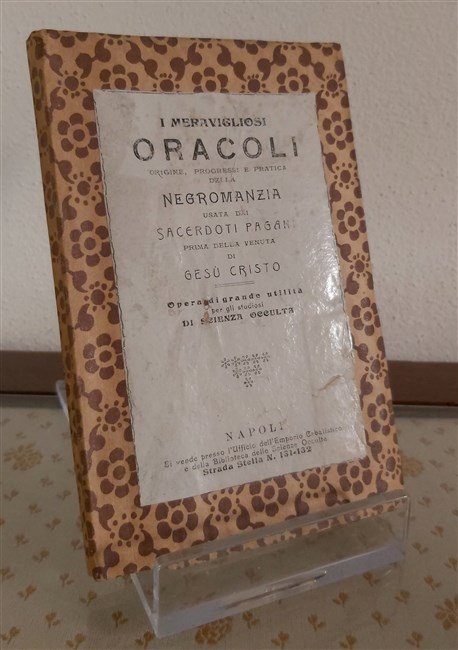 I MERAVIGLIOSI
ORACOLI
ORIGINE, PROGRESSI E PRATICA
DELLA
NEGROMANZIA
USATA DEI
SACERDOTI PAGANI
PRIMA DELLA VENUTA
DI
GESÙ CRISTO
Opera di grande utilità
per gli studiosi
DI SCIENZA OCCULTA
NAPOLI
Si vende presso l'Ufficio dell'Emporio Cabalistico
e della Biblioteca delle Scienze Occulte
Strada Stella N. 131-132